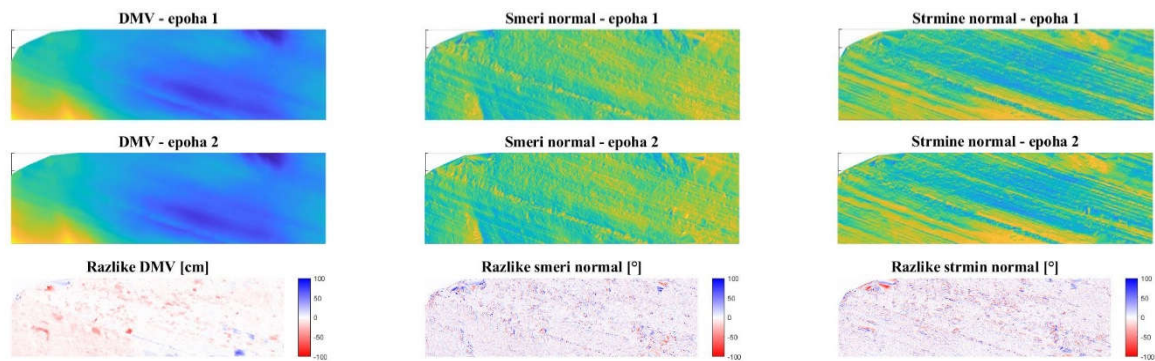 DMV - epoha 1
Smeri normal - epoha 1
Strmine normal - epoha 1
DMV - epoha 2
Smeri normal - epoha 2
Strmine normal - epoha 2
Razlike DMV [cm]
Razlike smeri normal [°]
Razlike strmin normal [°]
100
50
0
-50
-100
100
50
0
-50
-100
100
50
0
-50
-100